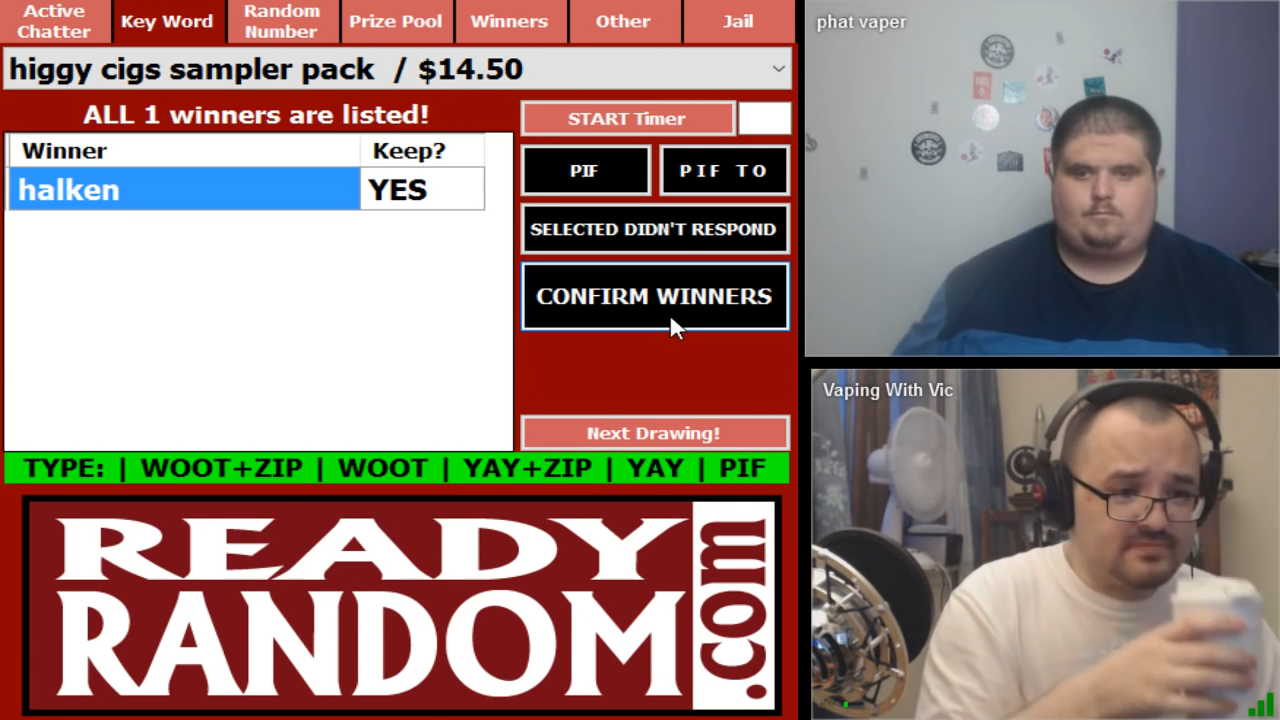 Active
Chatter
Key Word
Random
Number
Prize Pool
Winners
Other
Jail
higgy cigs sampler pack / $14.50
ALL 1 winners are listed!
START Timer
Winner
Keep?
halken
YES
PIF
PIF TO
SELECTED DIDN'T RESPOND
CONFIRM WINNERS
Next Drawing!
TYPE: | WOOT+ZIP | WOOT | YAY+ZIP | YAY | PIF
READY
RANDOM
.com
phat vaper
Vaping With Vic